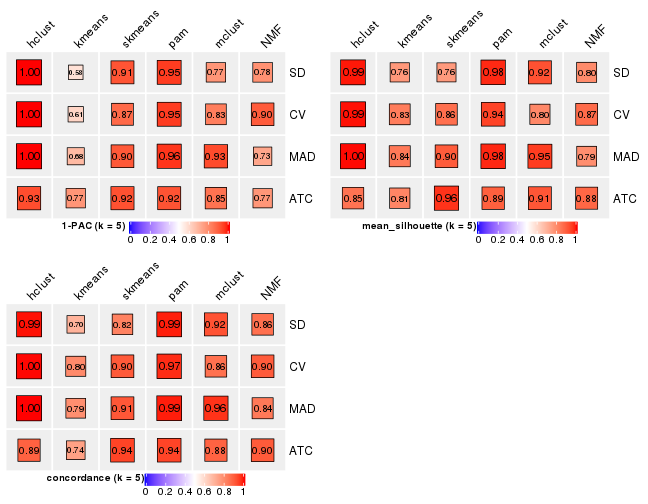 hclust kmeans skmeans pam mclust NMF
1.00 0.58 0.91 0.95 0.77 0.78 SD
1.00 0.61 0.87 0.95 0.83 0.90 CV
1.00 0.68 0.90 0.96 0.93 0.73 MAD
0.93 0.77 0.92 0.92 0.85 0.77 ATC
1-PAC (k = 5)
0 0.2 0.4 0.6 0.8 1
hclust kmeans skmeans pam mclust NMF
0.99 0.76 0.76 0.98 0.92 0.80 SD
0.99 0.83 0.86 0.94 0.80 0.87 CV
1.00 0.84 0.90 0.98 0.95 0.79 MAD
0.85 0.81 0.96 0.89 0.91 0.88 ATC
mean_silhouette (k = 5)
0 0.2 0.4 0.6 0.8 1
hclust kmeans skmeans pam mclust NMF
0.99 0.70 0.82 0.99 0.92 0.86 SD
1.00 0.80 0.90 0.97 0.86 0.90 CV
1.00 0.79 0.91 0.99 0.96 0.84 MAD
0.89 0.74 0.94 0.94 0.88 0.90 ATC
concordance (k = 5)
0 0.2 0.4 0.6 0.8 1